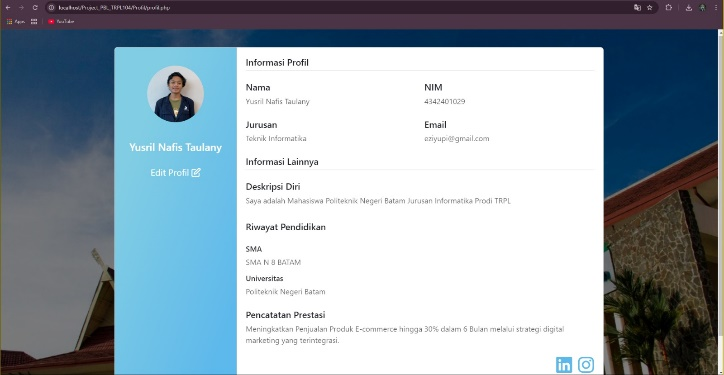 localhost/Project_PBL_TRPL104/Profil/profil.php
Apps
YouTube
Yusril Nafis Taulany
Edit Profil
Informasi Profil
Nama
NIM
Yusril Nafis Taulany
4342401029
Jurusan
Email
Teknik Informatika
eziyupi@gmail.com
Informasi Lainnya
Deskripsi Diri
Saya adalah Mahasiswa Politeknik Negeri Batam Jurusan Informatika Prodi TRPL
Riwayat Pendidikan
SMA
SMA N 8 BATAM
Universitas
Politeknik Negeri Batam
Pencatatan Prestasi
Meningkatkan Penjualan Produk E-commerce hingga 30% dalam 6 Bulan melalui strategi digital
marketing yang terintegrasi.
in